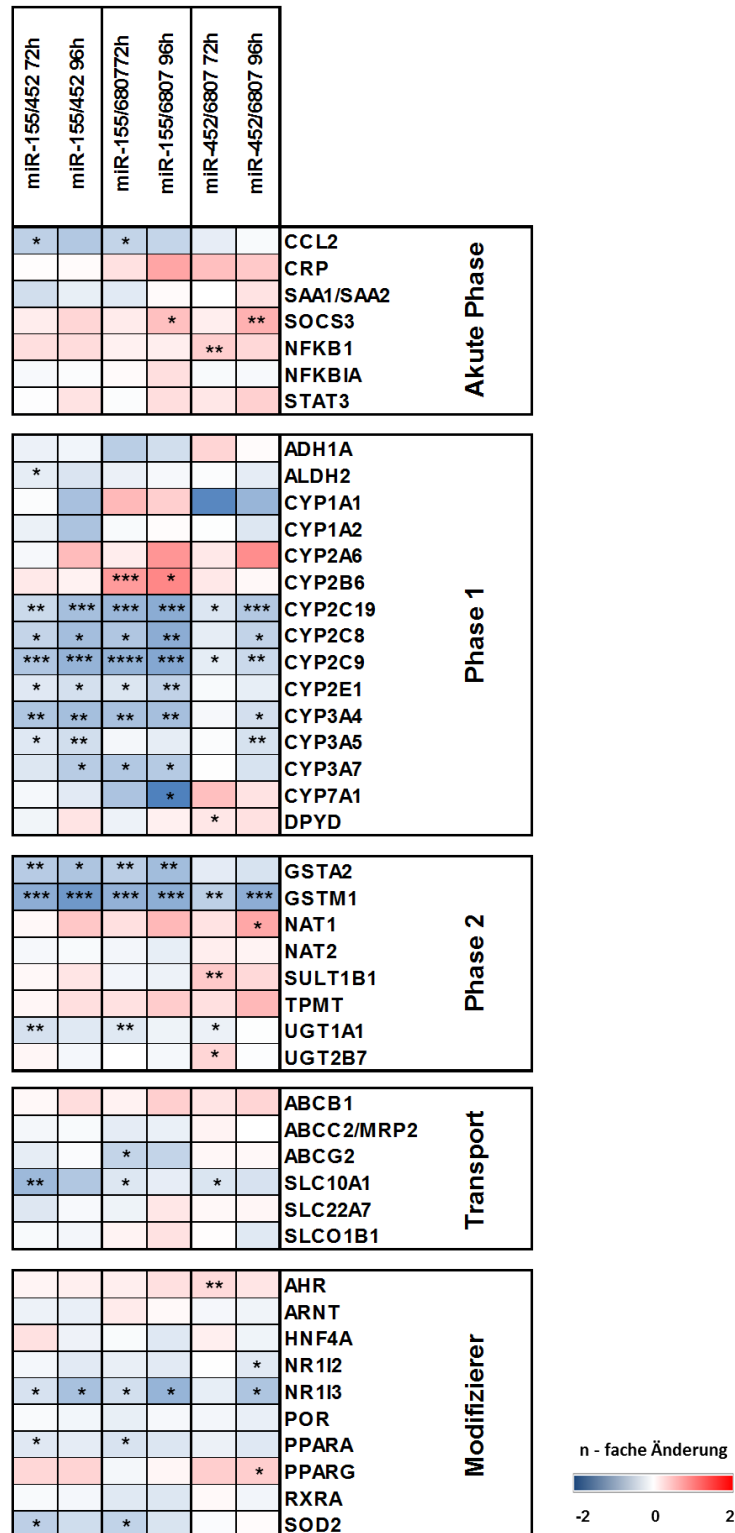 miR-155/452 72h
miR-155/452 96h
miR-155/680772h
miR-155/6807 96h
miR-452/6807 72h
miR-452/6807 96h
* * CCL2
CRP
SAA1/SAA2
* ** SOCS3
** NFKB1
NFKBIA
STAT3
Akute Phase
ADH1A
* ALDH2
CYP1A1
CYP1A2
CYP2A6
*** * CYP2B6
** *** *** *** * *** CYP2C19
* * * ** * CYP2C8
*** *** **** *** * ** CYP2C9
* * * ** CYP2E1
** ** ** ** * CYP3A4
* ** ** CYP3A5
* * * CYP3A7
* CYP7A1
* DPYD
Phase 1
** * ** ** GSTA2
*** *** *** *** ** *** GSTM1
* NAT1
NAT2
** SULT1B1
TPMT
** ** * UGT1A1
* UGT2B7
Phase 2
ABCB1
ABCC2/MRP2
* ABCG2
** * * SLC10A1
SLC22A7
SLCO1B1
Transport
** AHR
ARNT
HNF4A
* NR1I2
* * * * * NR1I3
POR
* * PPARA
* PPARG
RXRA
* * SOD2
Modifizierer
n - fache Änderung
-2 0 2